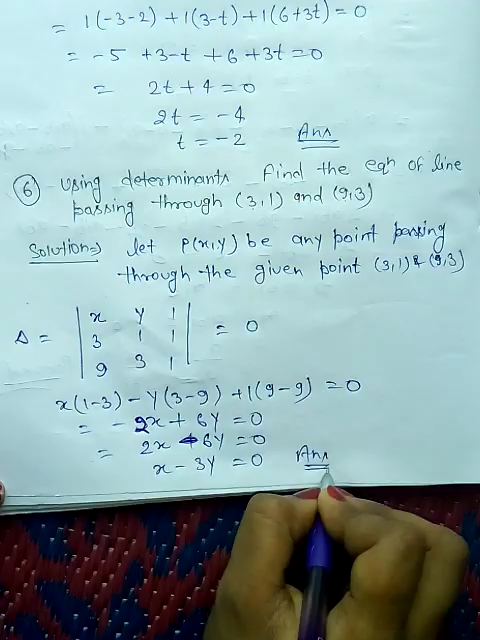 = 1(-3-2) +1(3-t) +1(6+3t) = 0
= -5 +3-t +6+3t = 0
= 2t+4 = 0
2t = -4
t = -2 Ans
⑥ Using determinants find the eqn of line
passing through (3,1) and (9,3)
Solution=> let P(x,y) be any point passing
through the given point (3,1) & (9,3)
Δ = | x y 1 |
| 3 1 1 | = 0
| 9 3 1 |
x(1-3) - y(3-9) +1(9-9) = 0
= -2x + 6y = 0
= 2x - 6y = 0
x - 3y = 0 Ans